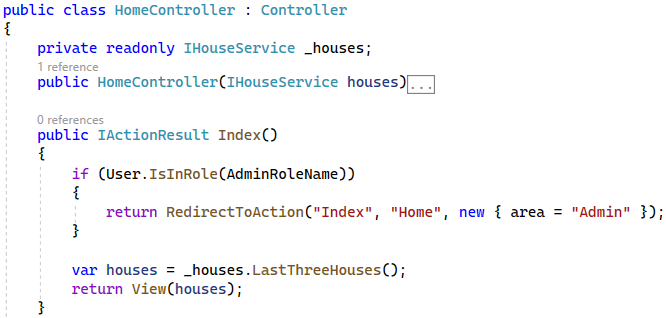 public class HomeController : Controller
{
    private readonly IHouseService _houses;
    1 reference
    public HomeController(IHouseService houses)...
    0 references
    public IActionResult Index()
    {
        if (User.IsInRole(AdminRoleName))
        {
            return RedirectToAction("Index", "Home", new { area = "Admin" });
        }
        var houses = _houses.LastThreeHouses();
        return View(houses);
    }